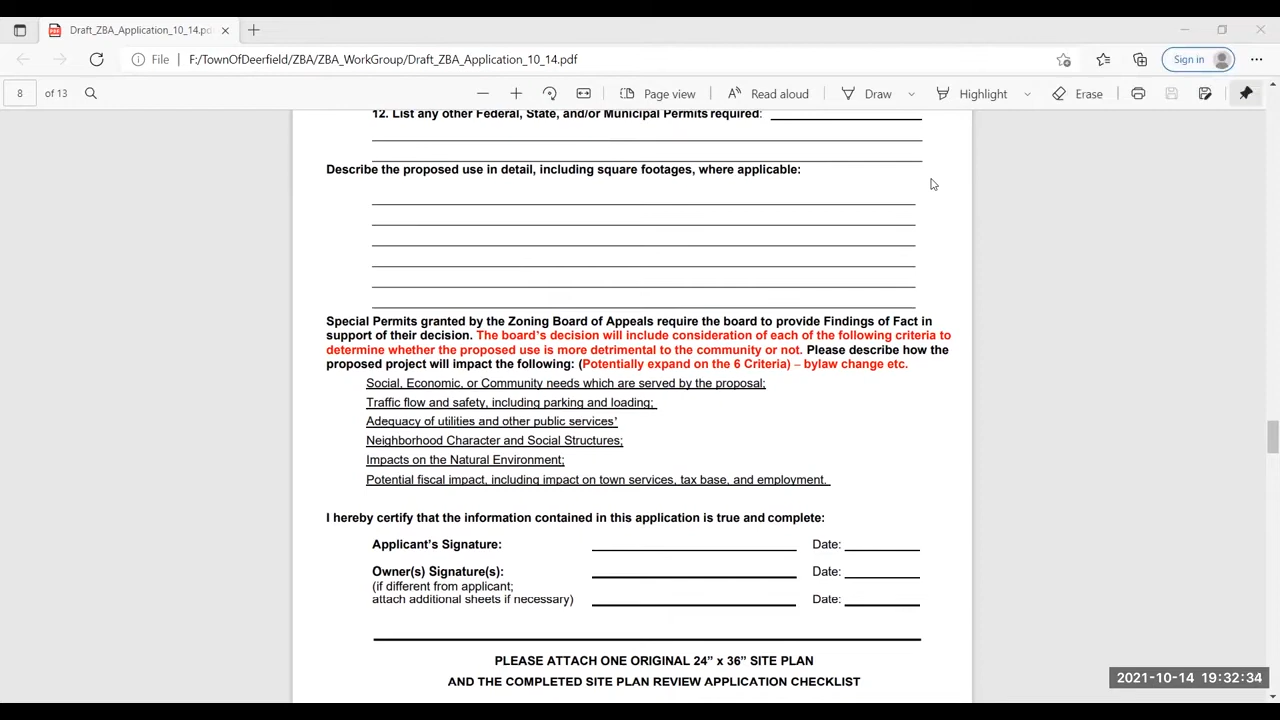 Draft_ZBA_Application_10_14.pd
File
F:/TownOfDeerfield/ZBA/ZBA_WorkGroup/Draft_ZBA_Application_10_14.pdf
Sign in
8 of 13
Page view
Read aloud
Draw
Highlight
Erase
12. List any other Federal, State, and/or Municipal Permits required:
Describe the proposed use in detail, including square footages, where applicable:
Special Permits granted by the Zoning Board of Appeals require the board to provide Findings of Fact in
support of their decision. The board's decision will include consideration of each of the following criteria to
determine whether the proposed use is more detrimental to the community or not. Please describe how the
proposed project will impact the following: (Potentially expand on the 6 Criteria) – bylaw change etc.
Social, Economic, or Community needs which are served by the proposal;
Traffic flow and safety, including parking and loading;
Adequacy of utilities and other public services'
Neighborhood Character and Social Structures;
Impacts on the Natural Environment;
Potential fiscal impact, including impact on town services, tax base, and employment.
I hereby certify that the information contained in this application is true and complete:
Applicant's Signature: Date:
Owner(s) Signature(s): Date:
(if different from applicant;
attach additional sheets if necessary) Date:
PLEASE ATTACH ONE ORIGINAL 24" x 36" SITE PLAN
AND THE COMPLETED SITE PLAN REVIEW APPLICATION CHECKLIST
2021-10-14 19:32:34